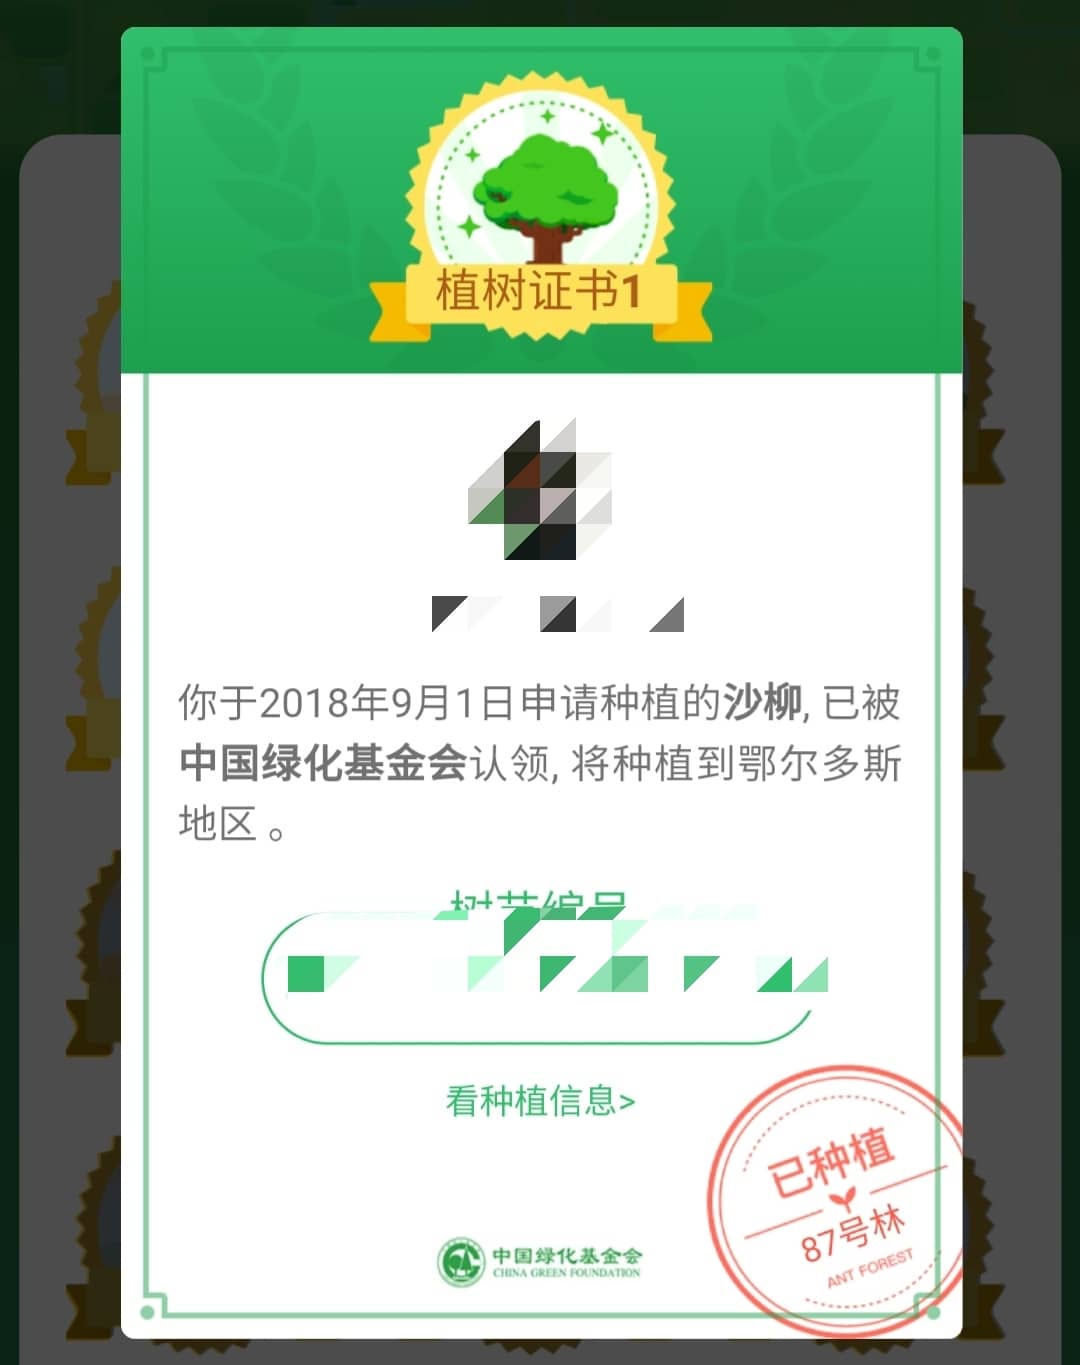 植树证书1
你于2018年9月1日申请种植的沙柳, 已被
中国绿化基金会认领, 将种植到鄂尔多斯
地区 。
树苗编号
看种植信息>
已种植
87号林
ANT FOREST
中国绿化基金会
CHINA GREEN FOUNDATION